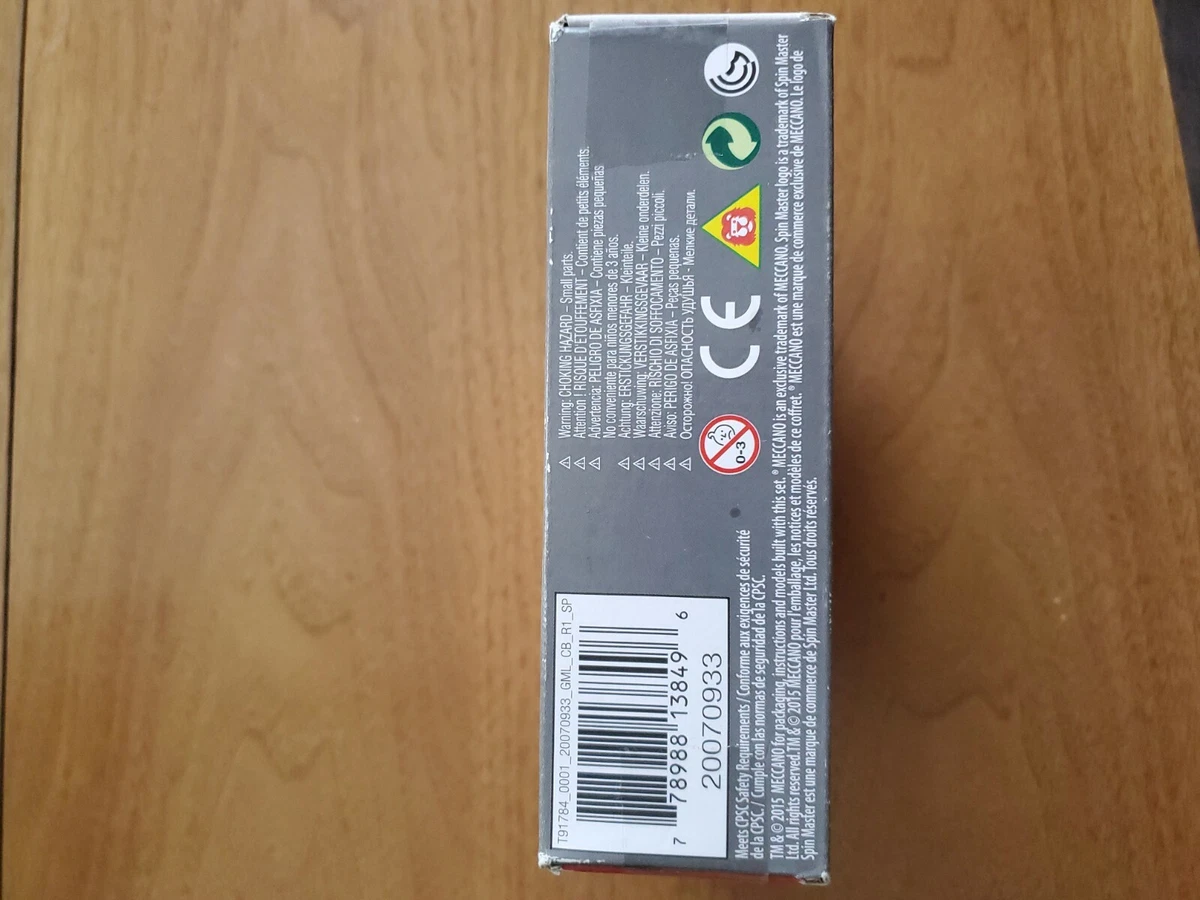 T91784_0001_20070933_GML_CB_R1_SP
7 78988 13849 6
20070933
Warning: CHOKING HAZARD – Small parts.
Attention ! RISQUE D'ETOUFFEMENT – Contient de petits éléments.
Advertencia: PELIGRO DE ASFIXIA – Contiene piezas pequeñas
No conveniente para niños menores de 3 años.
Achtung: ERSTICKUNGSGEFAHR – Kleinteile.
Waarschuwing: VERSTIKKINGSGEVAAR – Kleine onderdelen.
Attenzione: RISCHIO DI SOFFOCAMENTO – Pezzi piccoli.
Aviso: PERIGO DE ASFIXIA – Peças pequenas.
Осторожно! ОПАСНОСТЬ УДУШЬЯ - Мелкие детали.
0-3
CE
Meets CPSC Safety Requirements / Conforme aux exigences de sécurité
de la CPSC. / Cumple con las normas de seguridad de la CPSC.
TM & © 2015 MECCANO for packaging, instructions and models built with this set. ® MECCANO is an exclusive trademark of MECCANO. Spin Master logo is a trademark of Spin Master
Ltd. All rights reserved.TM & © 2015 MECCANO pour l'emballage, les notices et modèles de ce coffret. ® MECCANO est une marque de commerce exclusive de MECCANO. Le logo de
Spin Master est une marque de commerce de Spin Master Ltd. Tous droits réservés.